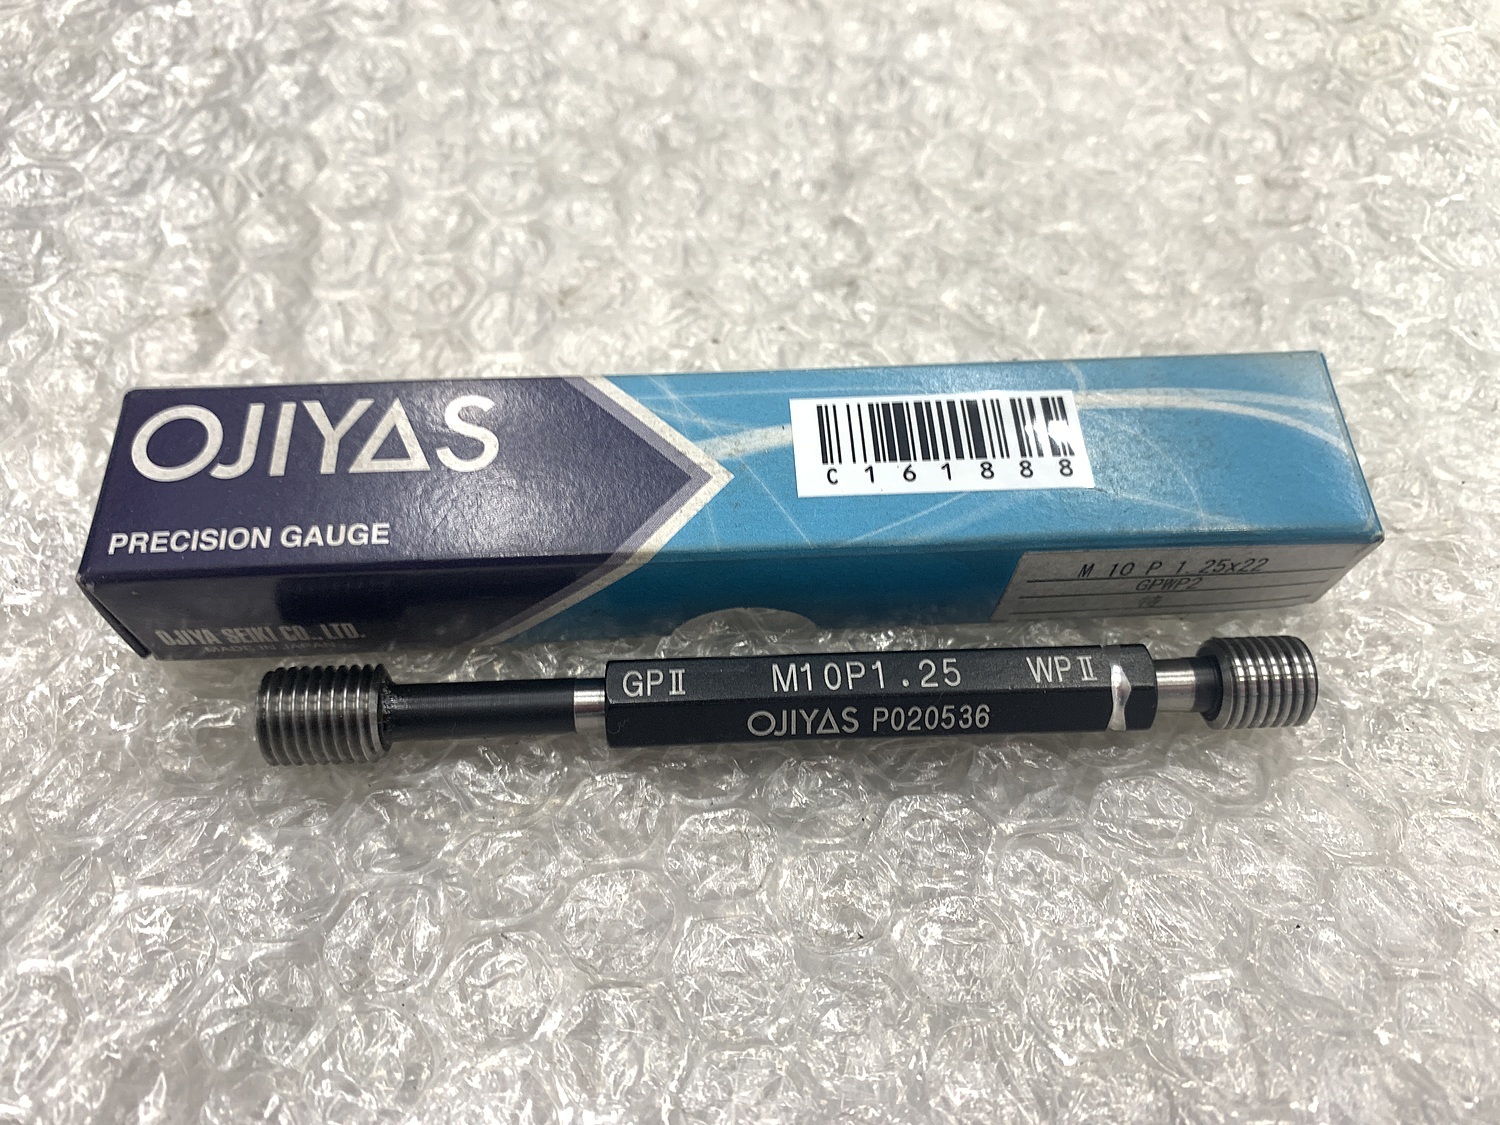 OJIYAS
PRECISION GAUGE
OJIYA SEIKI CO., LTD.
MADE IN JAPAN
C161888
M 10 P 1.25x22
GPWP2
GPⅡ M10P1.25 WPⅡ
OJIYAS P020536